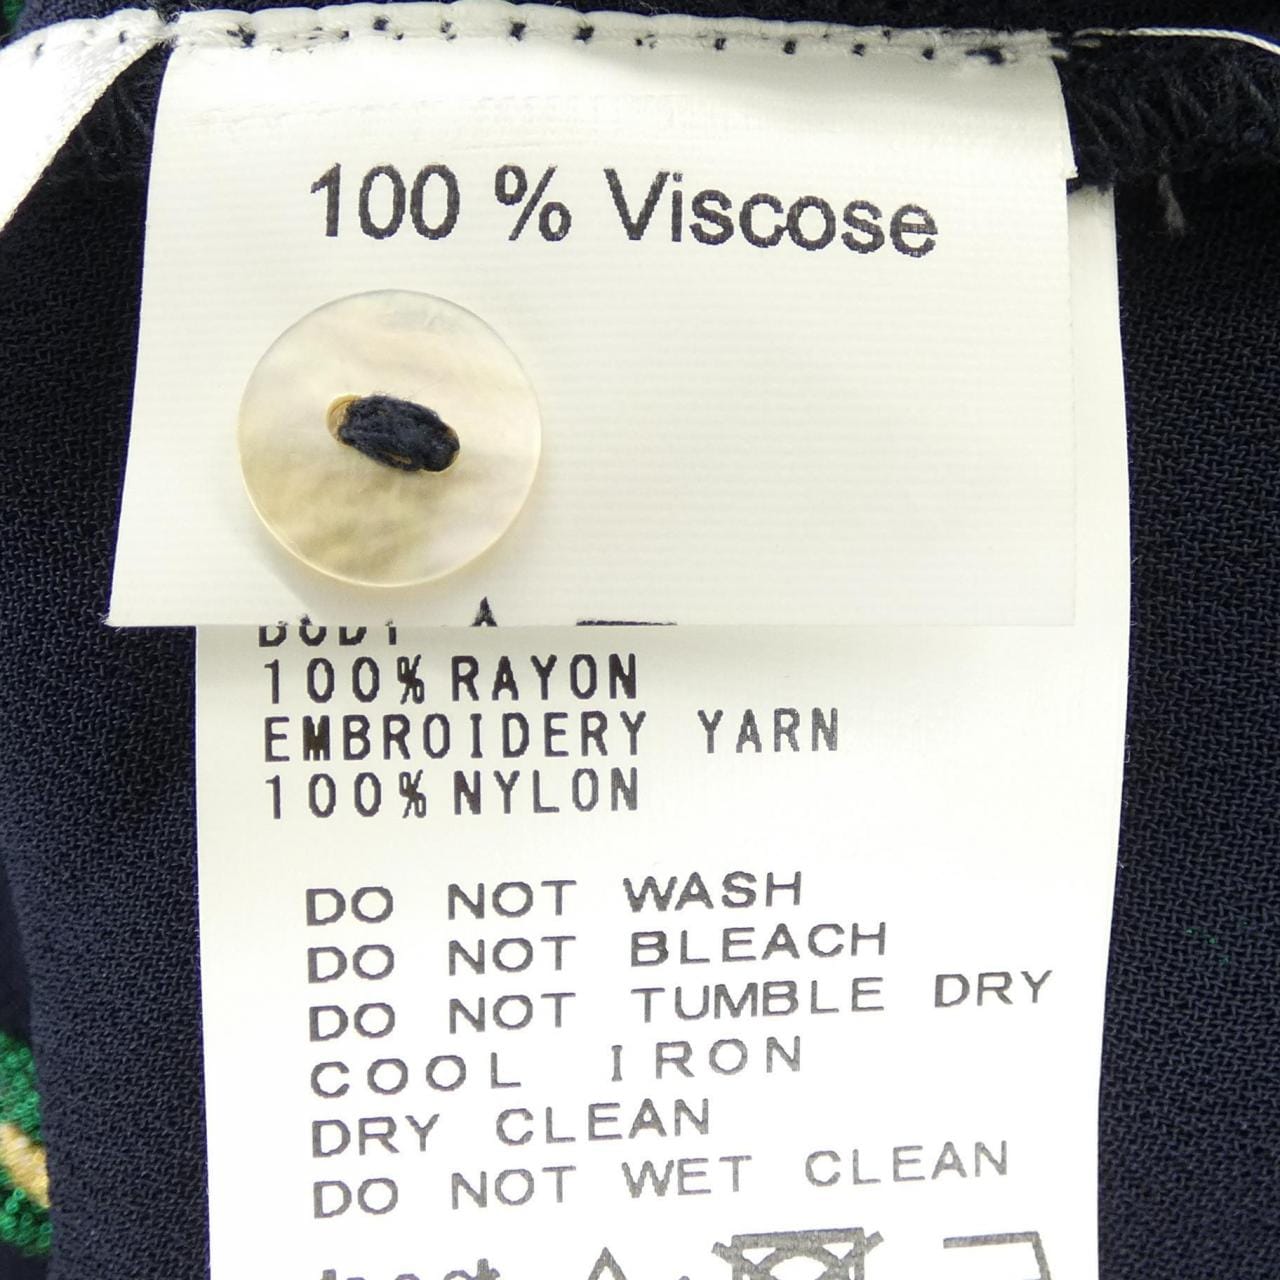 100 % Viscose
BODY
100% RAYON
EMBROIDERY YARN
100% NYLON
DO NOT WASH
DO NOT BLEACH
DO NOT TUMBLE DRY
COOL IRON
DRY CLEAN
DO NOT WET CLEAN